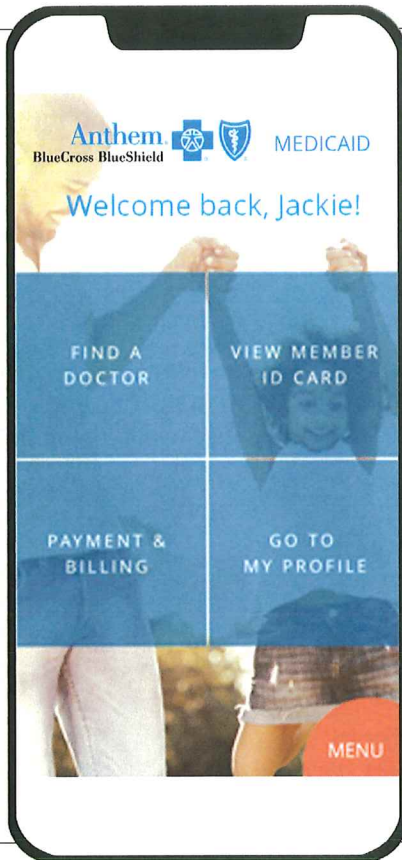 Anthem MEDICAID
BlueCross BlueShield
Welcome back, Jackie!
FIND A
DOCTOR
VIEW MEMBER
ID CARD
PAYMENT &
BILLING
GO TO
MY PROFILE
MENU